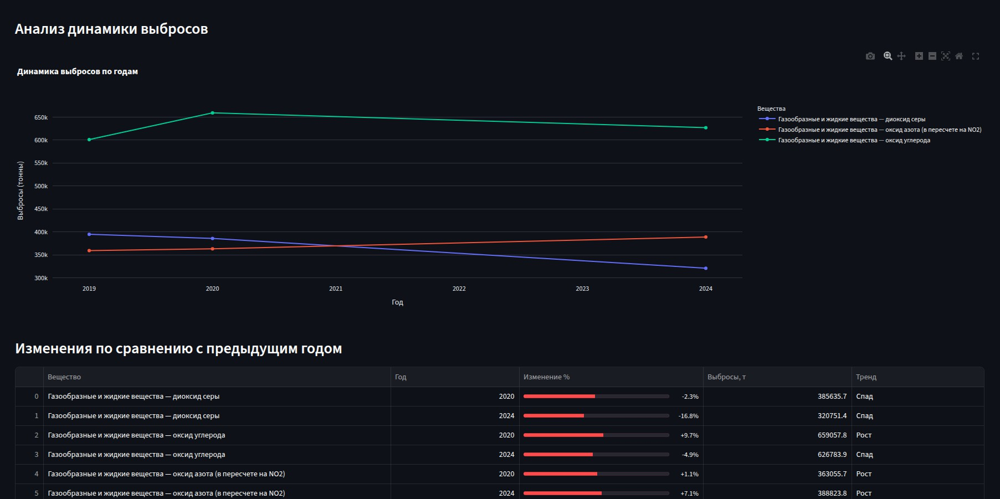 Анализ динамики выбросов
Динамика выбросов по годам
Выбросы (тонны)
650k
600k
550k
500k
450k
400k
350k
300k
2019 2020 2021 2022 2023 2024
Год
Вещества
Газообразные и жидкие вещества — диоксид серы
Газообразные и жидкие вещества — оксид азота (в пересчете на NO2)
Газообразные и жидкие вещества — оксид углерода
Изменения по сравнению с предыдущим годом
Вещество Год Изменение % Выбросы, т Тренд
0 Газообразные и жидкие вещества — диоксид серы 2020 -2.3% 385635.7 Спад
1 Газообразные и жидкие вещества — диоксид серы 2024 -16.8% 320751.4 Спад
2 Газообразные и жидкие вещества — оксид углерода 2020 +9.7% 659057.8 Рост
3 Газообразные и жидкие вещества — оксид углерода 2024 -4.9% 626783.9 Спад
4 Газообразные и жидкие вещества — оксид азота (в пересчете на NO2) 2020 +1.1% 363055.7 Рост
5 Газообразные и жидкие вещества — оксид азота (в пересчете на NO2) 2024 +7.1% 388823.8 Рост